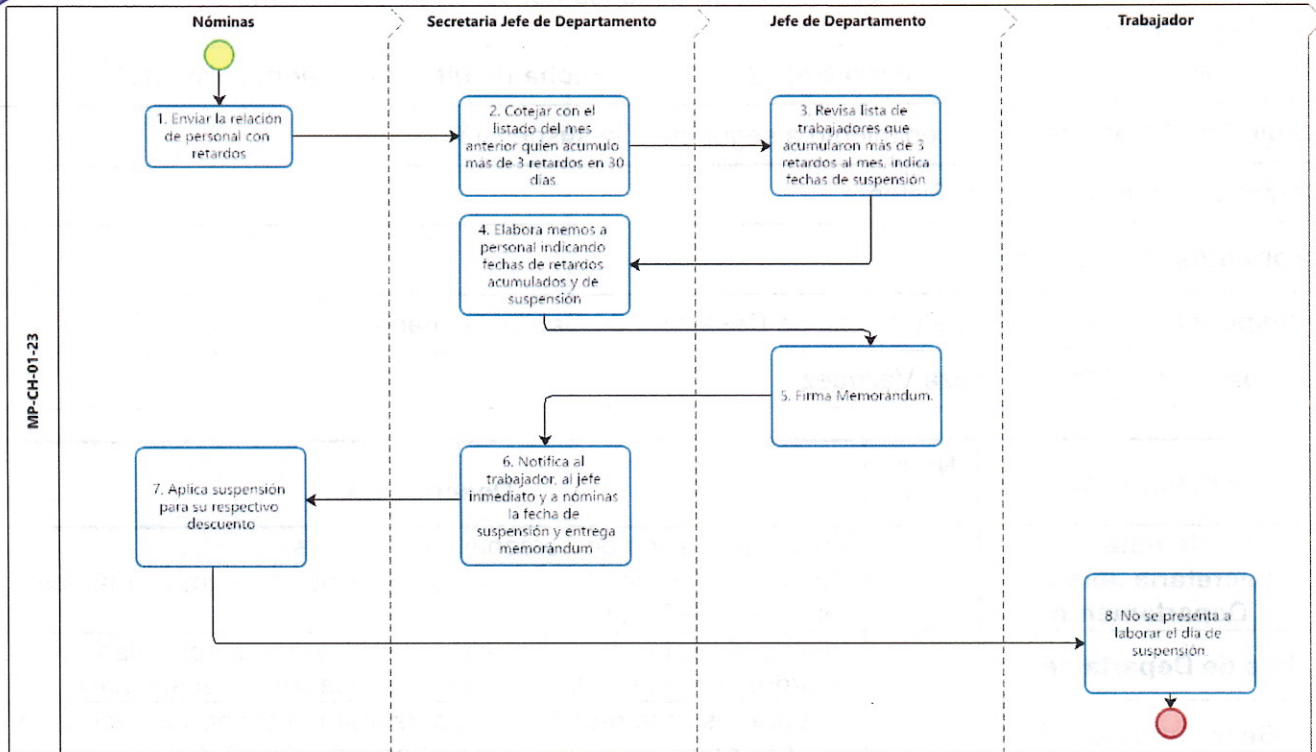 Nóminas
Secretaria Jefe de Departamento
Jefe de Departamento
Trabajador
MP-CH-01-23
1. Enviar la relación
de personal con
retardos
2. Cotejar con el
listado del mes
anterior quien acumulo
más de 3 retardos en 30
días
3. Revisa lista de
trabajadores que
acumularon más de 3
retardos al mes, indica
fechas de suspensión
4. Elabora memos a
personal indicando
fechas de retardos
acumulados y de
suspensión
5. Firma Memorándum.
6. Notifica al
trabajador, al jefe
inmediato y a nóminas
la fecha de
suspensión y entrega
memorándum
7. Aplica suspensión
para su respectivo
descuento
8. No se presenta a
laborar el día de
suspensión.